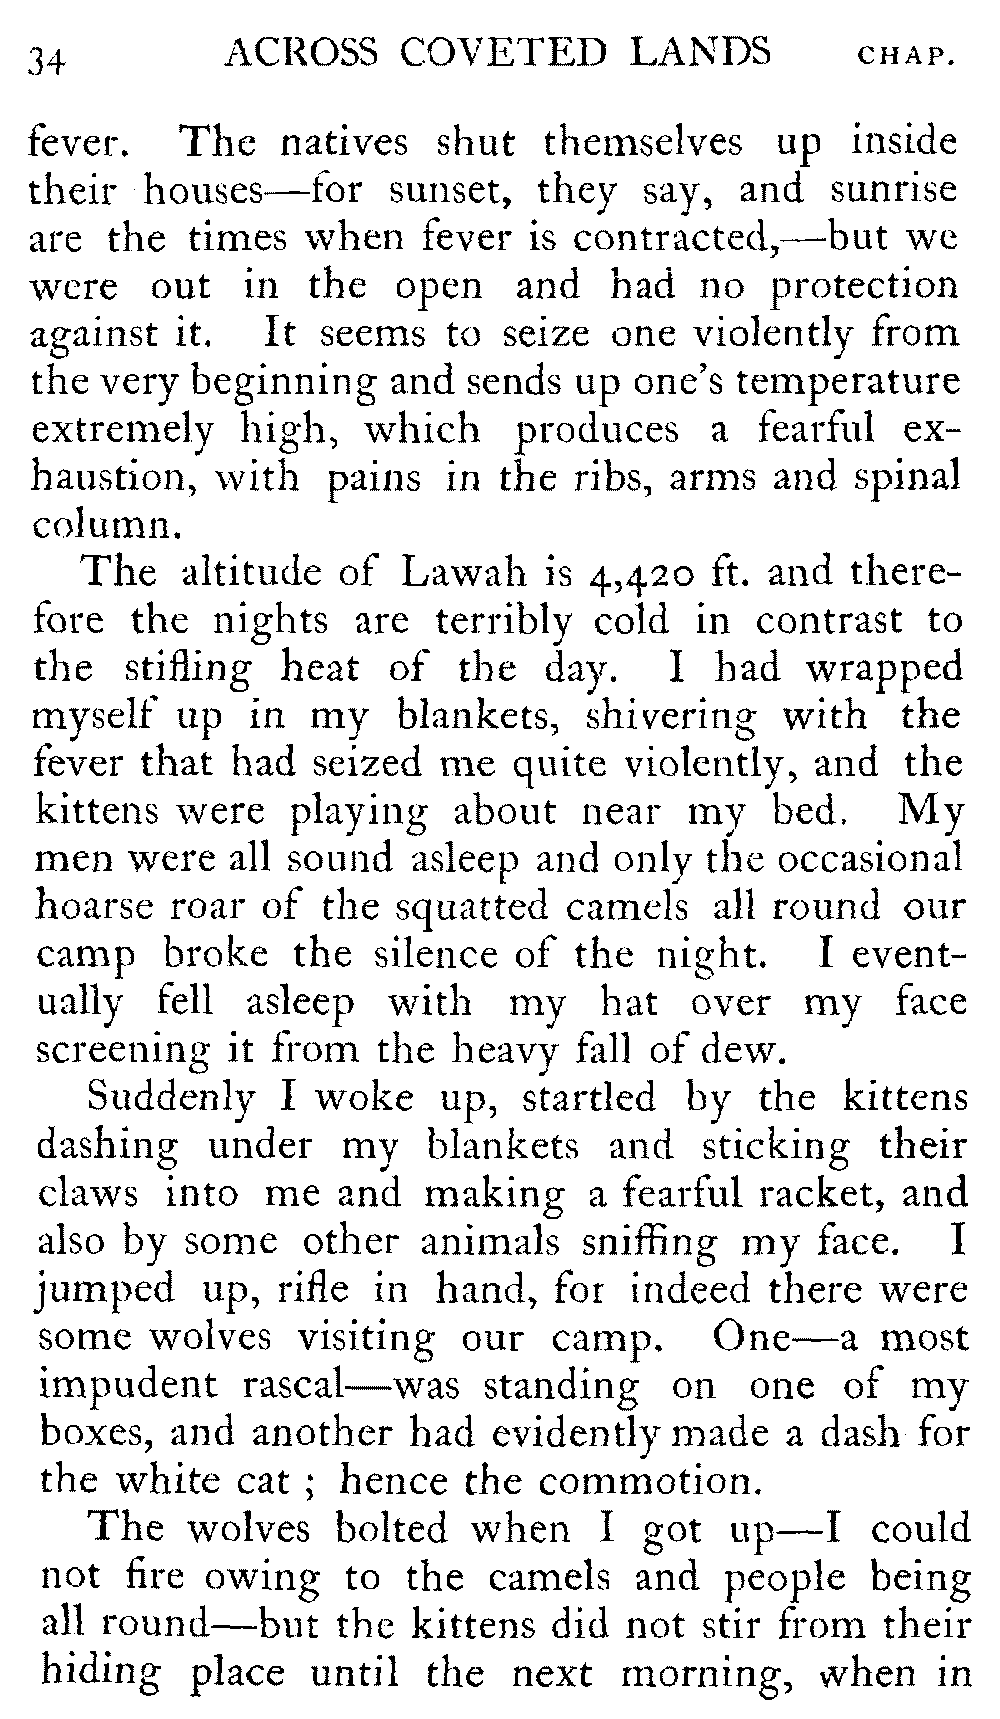 34 ACROSS COVETED LANDS CHAP.
fever. The natives shut themselves up inside
their houses—for sunset, they say, and sunrise
are the times when fever is contracted,—but we
were out in the open and had no protection
against it. It seems to seize one violently from
the very beginning and sends up one's temperature
extremely high, which produces a fearful ex-
haustion, with pains in the ribs, arms and spinal
column.
The altitude of Lawah is 4,420 ft. and there-
fore the nights are terribly cold in contrast to
the stifling heat of the day. I had wrapped
myself up in my blankets, shivering with the
fever that had seized me quite violently, and the
kittens were playing about near my bed. My
men were all sound asleep and only the occasional
hoarse roar of the squatted camels all round our
camp broke the silence of the night. I event-
ually fell asleep with my hat over my face
screening it from the heavy fall of dew.
Suddenly I woke up, startled by the kittens
dashing under my blankets and sticking their
claws into me and making a fearful racket, and
also by some other animals sniffing my face. I
jumped up, rifle in hand, for indeed there were
some wolves visiting our camp. One—a most
impudent rascal—was standing on one of my
boxes, and another had evidently made a dash for
the white cat ; hence the commotion.
The wolves bolted when I got up—I could
not fire owing to the camels and people being
all round—but the kittens did not stir from their
hiding place until the next morning, when in